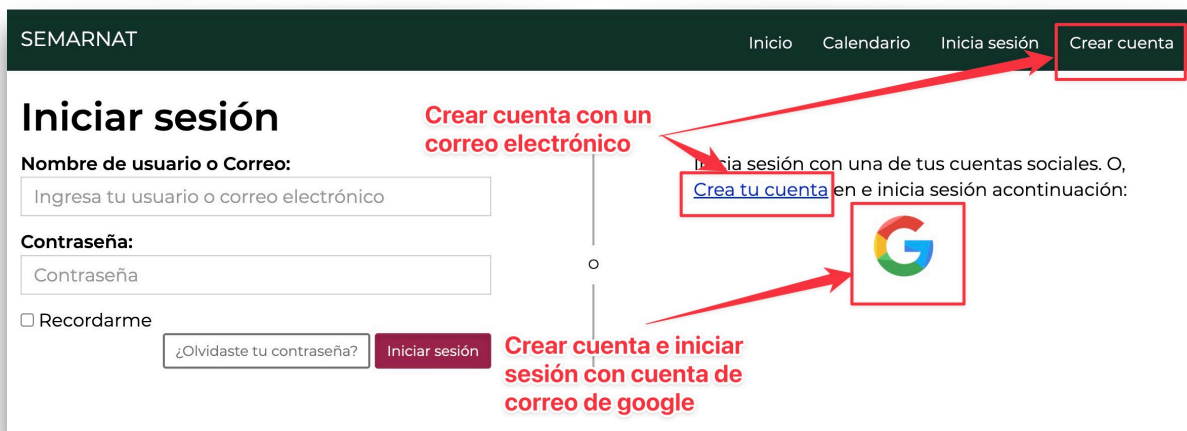 SEMARNAT
Inicio Calendario Inicia sesión Crear cuenta
Iniciar sesión
Nombre de usuario o Correo:
Ingresa tu usuario o correo electrónico
Contraseña:
Contraseña
Recordarme
¿Olvidaste tu contraseña? Iniciar sesión
Crear cuenta con un
correo electrónico
o
Inicia sesión con una de tus cuentas sociales. O,
Crea tu cuenta en e inicia sesión acontinuación:
Crear cuenta e iniciar
sesión con cuenta de
correo de google